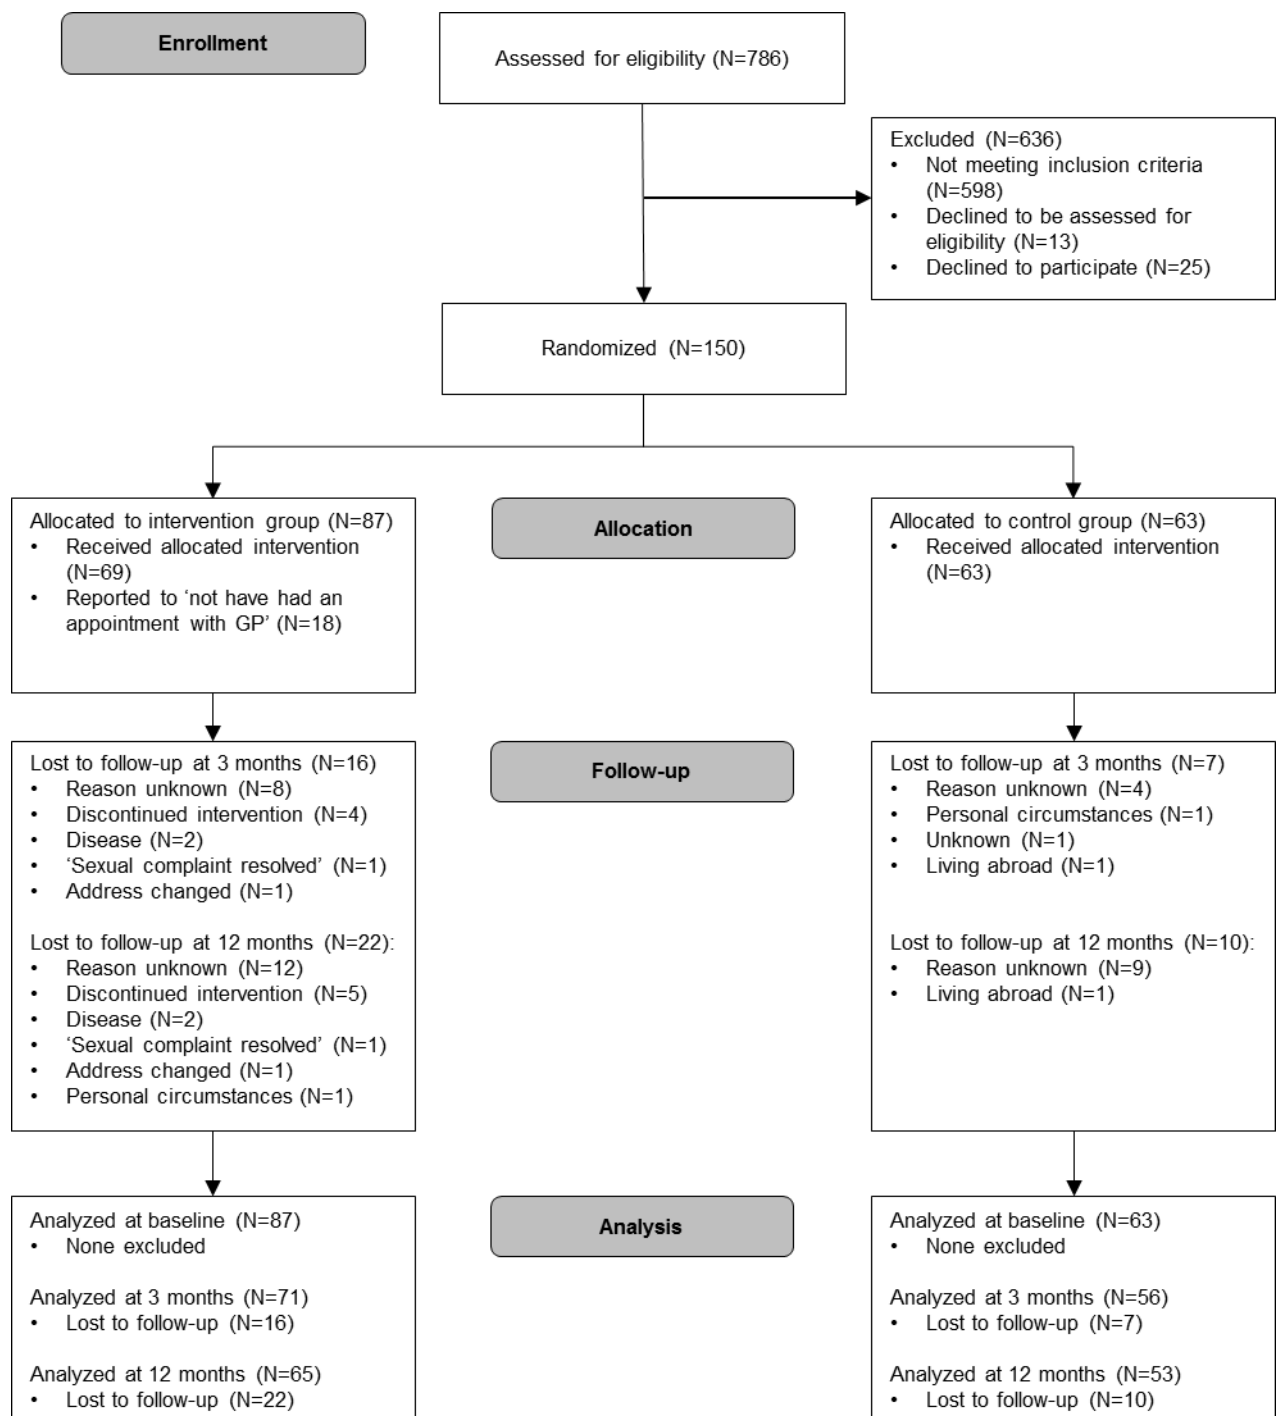 Enrollment
Assessed for eligibility (N=786)
Excluded (N=636)
• Not meeting inclusion criteria
(N=598)
• Declined to be assessed for
eligibility (N=13)
• Declined to participate (N=25)
Randomized (N=150)
Allocated to intervention group (N=87)
• Received allocated intervention
(N=69)
• Reported to ‘not have had an
appointment with GP’ (N=18)
Allocation
Allocated to control group (N=63)
• Received allocated intervention
(N=63)
Lost to follow-up at 3 months (N=16)
• Reason unknown (N=8)
• Discontinued intervention (N=4)
• Disease (N=2)
• ‘Sexual complaint resolved’ (N=1)
• Address changed (N=1)
Lost to follow-up at 12 months (N=22):
• Reason unknown (N=12)
• Discontinued intervention (N=5)
• Disease (N=2)
• ‘Sexual complaint resolved’ (N=1)
• Address changed (N=1)
• Personal circumstances (N=1)
Follow-up
Lost to follow-up at 3 months (N=7)
• Reason unknown (N=4)
• Personal circumstances (N=1)
• Unknown (N=1)
• Living abroad (N=1)
Lost to follow-up at 12 months (N=10):
• Reason unknown (N=9)
• Living abroad (N=1)
Analyzed at baseline (N=87)
• None excluded
Analyzed at 3 months (N=71)
• Lost to follow-up (N=16)
Analyzed at 12 months (N=65)
• Lost to follow-up (N=22)
Analysis
Analyzed at baseline (N=63)
• None excluded
Analyzed at 3 months (N=56)
• Lost to follow-up (N=7)
Analyzed at 12 months (N=53)
• Lost to follow-up (N=10)